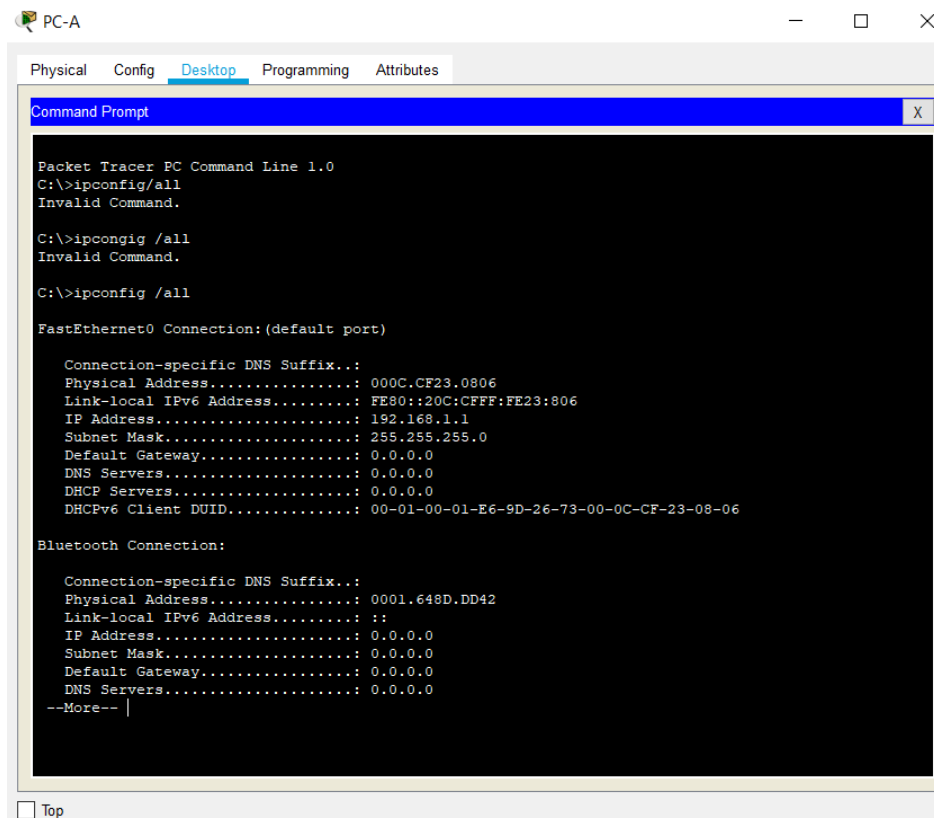 PC-A
Physical Config Desktop Programming Attributes
Command Prompt X
Packet Tracer PC Command Line 1.0
C:\>ipconfig/all
Invalid Command.
C:\>ipcongig /all
Invalid Command.
C:\>ipconfig /all
FastEthernet0 Connection:(default port)
Connection-specific DNS Suffix..:
Physical Address................: 000C.CF23.0806
Link-local IPv6 Address.........: FE80::20C:CFFF:FE23:806
IP Address......................: 192.168.1.1
Subnet Mask.....................: 255.255.255.0
Default Gateway.................: 0.0.0.0
DNS Servers.....................: 0.0.0.0
DHCP Servers....................: 0.0.0.0
DHCPv6 Client DUID..............: 00-01-00-01-E6-9D-26-73-00-0C-CF-23-08-06
Bluetooth Connection:
Connection-specific DNS Suffix..:
Physical Address................: 0001.648D.DD42
Link-local IPv6 Address.........: ::
IP Address......................: 0.0.0.0
Subnet Mask.....................: 0.0.0.0
Default Gateway.................: 0.0.0.0
DNS Servers.....................: 0.0.0.0
--More--
Top